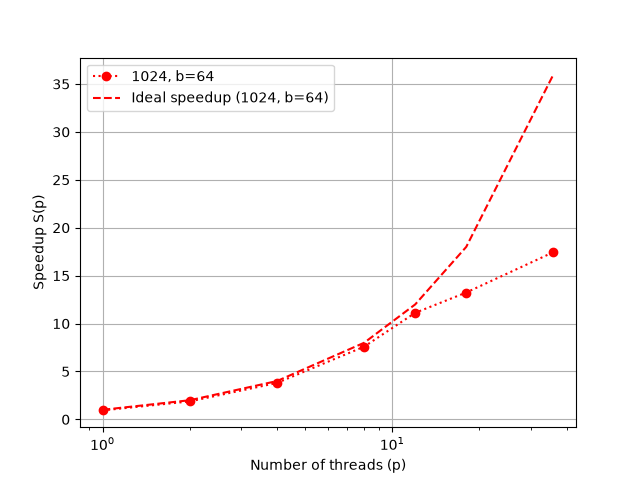 1024, b=64
Ideal speedup (1024, b=64)
35
30
25
20
15
10
5
0
Speedup S(p)
10⁰
10¹
Number of threads (p)